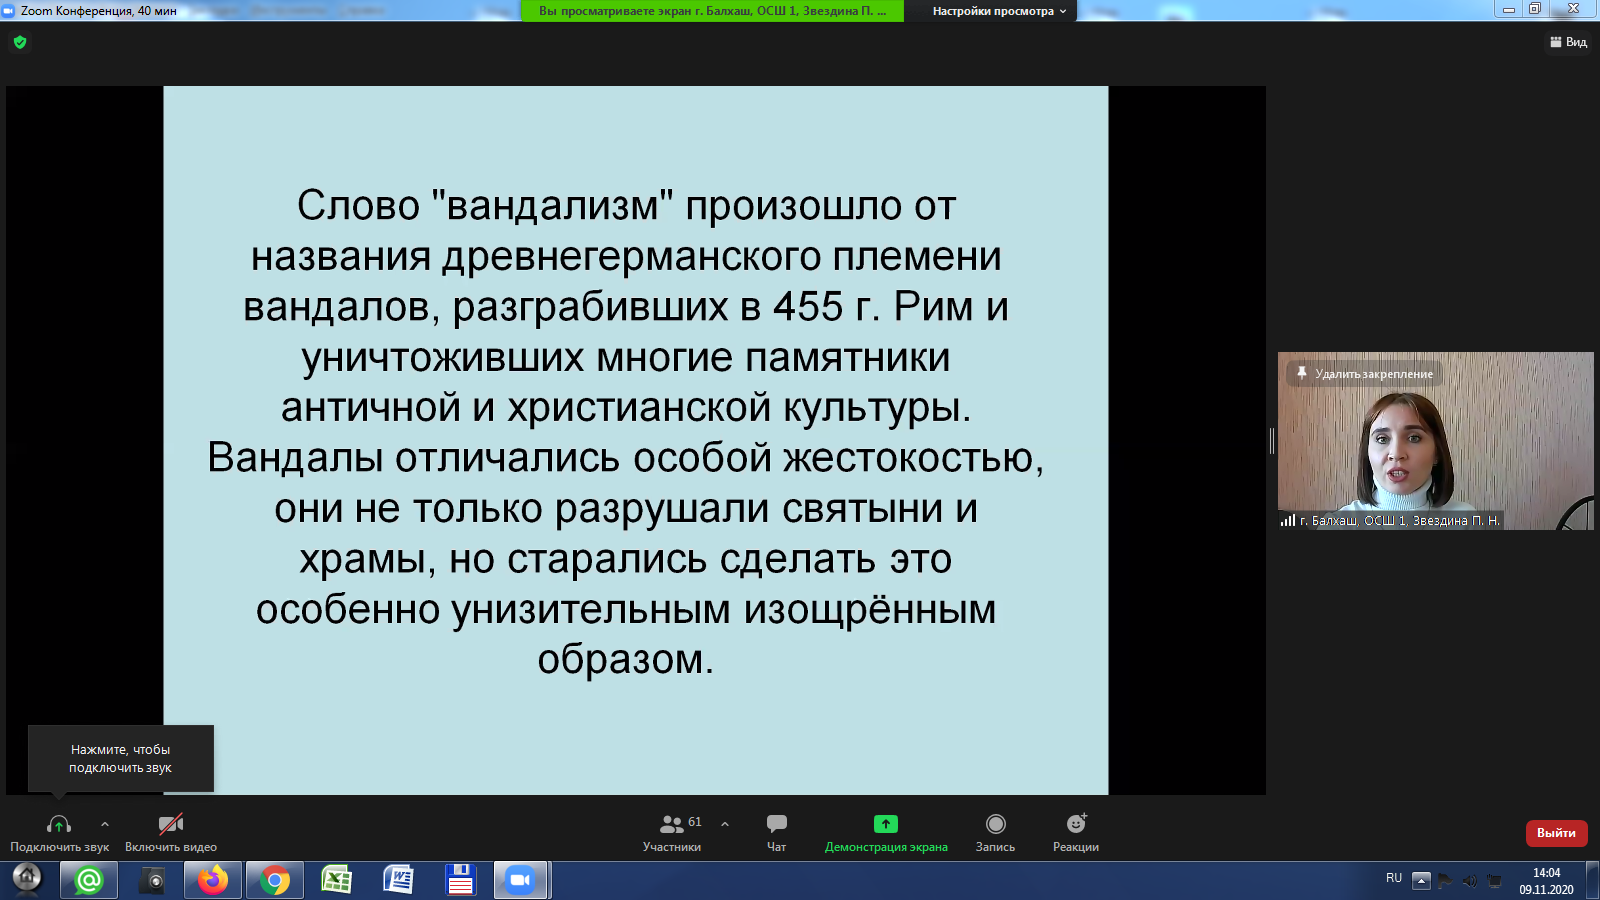 Zoom Конференция, 40 мин
Вы просматриваете экран г. Балхаш, ОСШ 1, Звездина П. ...
Настройки просмотра
Вид
Слово "вандализм" произошло от
названия древнегерманского племени
вандалов, разграбивших в 455 г. Рим и
уничтоживших многие памятники
античной и христианской культуры.
Вандалы отличались особой жестокостью,
они не только разрушали святыни и
храмы, но старались сделать это
особенно унизительным изощрённым
образом.
Удалить закрепление
г. Балхаш, ОСШ 1, Звездина П. Н.
Нажмите, чтобы
подключить звук
Подключить звук
Включить видео
61
Участники
Чат
Демонстрация экрана
Запись
Реакции
Выйти
RU
14:04
09.11.2020